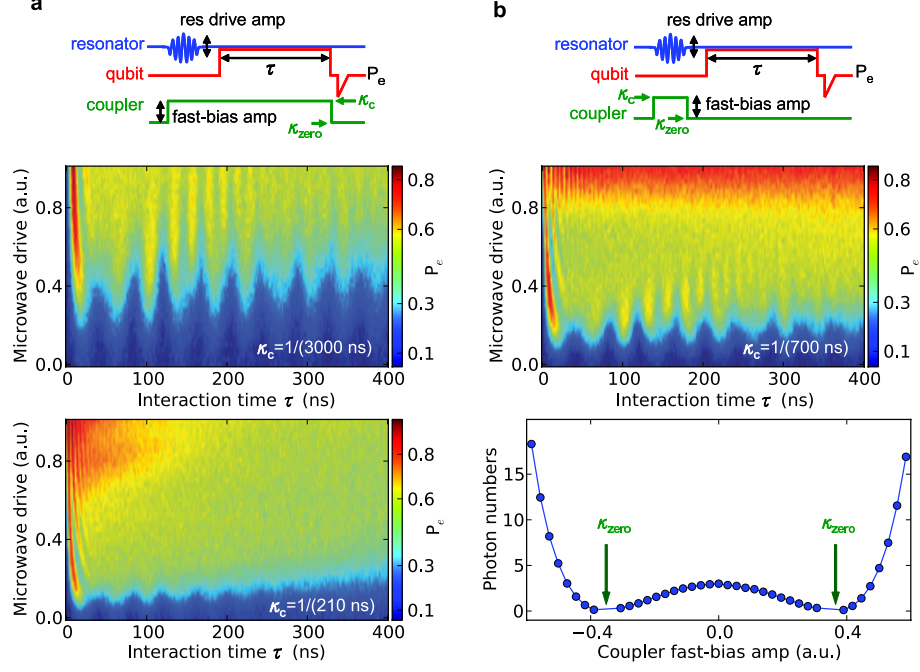 a
res drive amp
resonator
qubit
τ
Pe
coupler
fast-bias amp
κc
κzero
Microwave drive (a.u.)
0.8
0.4
0.0
κc=1/(3000 ns)
0 100 200 300 400
Interaction time τ (ns)
0.8
0.6
0.3
0.1
Pe
Microwave drive (a.u.)
0.8
0.4
0.0
κc=1/(210 ns)
0 100 200 300 400
Interaction time τ (ns)
0.8
0.6
0.3
0.1
Pe
b
res drive amp
resonator
qubit
τ
Pe
κc
coupler
κzero
fast-bias amp
Microwave drive (a.u.)
0.8
0.4
0.0
κc=1/(700 ns)
0 100 200 300 400
Interaction time τ (ns)
0.8
0.6
0.3
0.1
Pe
Photon numbers
15
10
5
0
κzero
κzero
−0.4 0.0 0.4
Coupler fast-bias amp (a.u.)